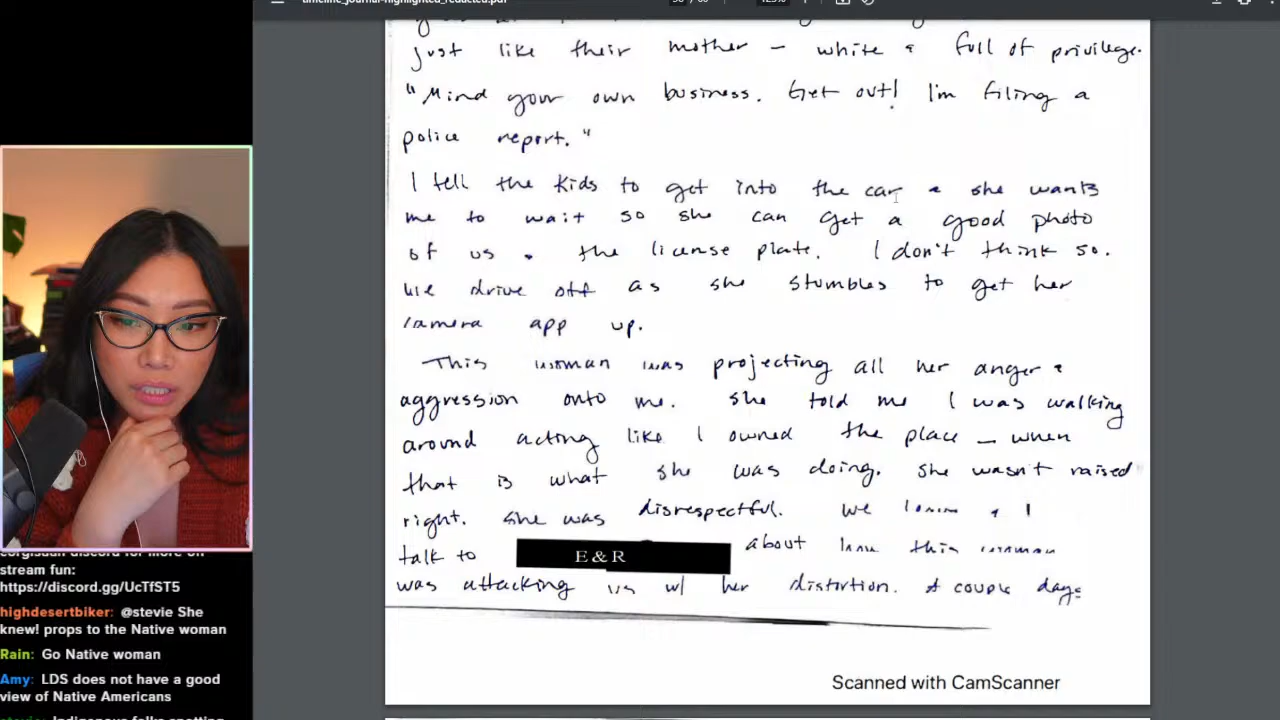 timeline_journal-highlighted_redacted.pdf
just like their mother – white & full of privilege.
"Mind your own business. Get out! I'm filing a
police report."
I tell the kids to get into the car & she wants
me to wait so she can get a good photo
of us & the license plate. I don't think so.
We drive off as she stumbles to get her
camera app up.
This woman was projecting all her anger &
aggression onto me. She told me I was walking
around acting like I owned the place – when
that is what she was doing. She wasn't raised
right. She was disrespectful. We & I
talk to E & R about how this woman
was attacking us w/ her distortion. A couple days
Scanned with CamScanner
discord for more on
stream fun:
https://discord.gg/UcTfST5
highdesertbiker: @stevie She
knew! props to the Native woman
Rain: Go Native woman
Amy: LDS does not have a good
view of Native Americans